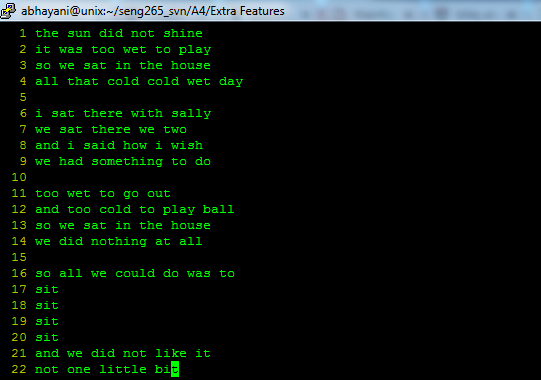 abhayani@unix:~/seng265_svn/A4/Extra Features
1 the sun did not shine
2 it was too wet to play
3 so we sat in the house
4 all that cold cold wet day
5
6 i sat there with sally
7 we sat there we two
8 and i said how i wish
9 we had something to do
10
11 too wet to go out
12 and too cold to play ball
13 so we sat in the house
14 we did nothing at all
15
16 so all we could do was to
17 sit
18 sit
19 sit
20 sit
21 and we did not like it
22 not one little bit